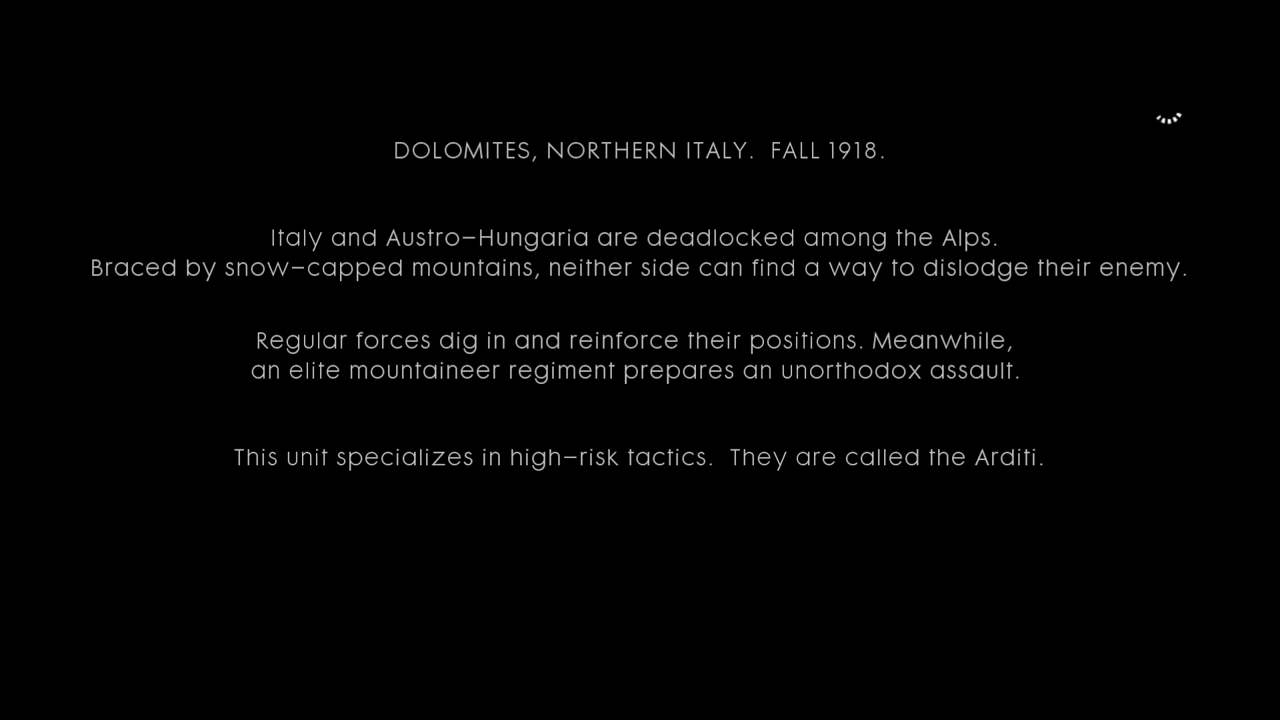 DOLOMITES, NORTHERN ITALY.  FALL 1918.
Italy and Austro-Hungaria are deadlocked among the Alps.
Braced by snow-capped mountains, neither side can find a way to dislodge their enemy.
Regular forces dig in and reinforce their positions. Meanwhile,
an elite mountaineer regiment prepares an unorthodox assault.
This unit specializes in high-risk tactics.  They are called the Arditi.